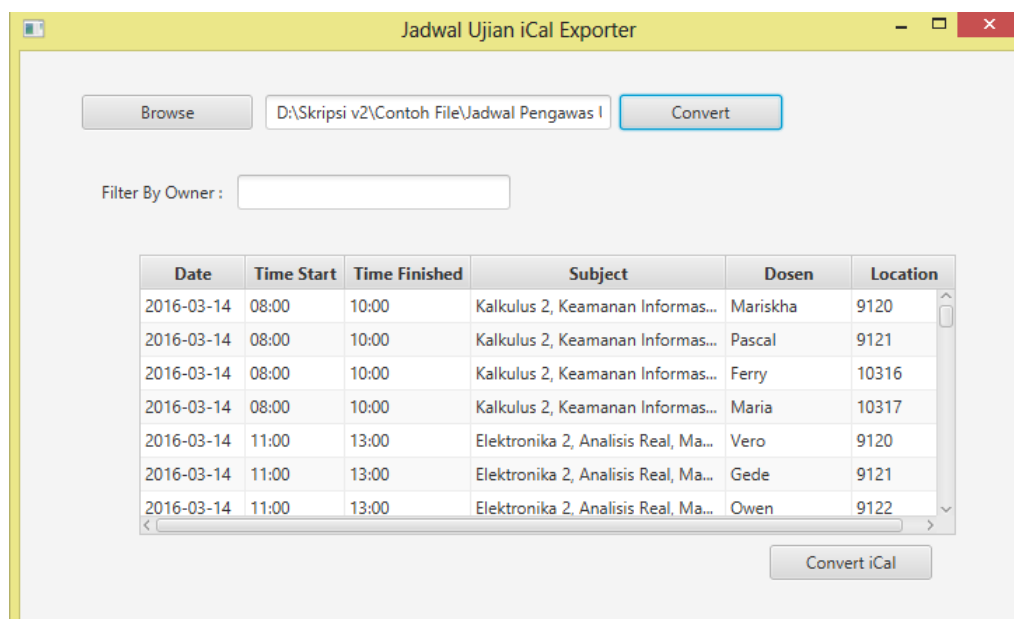 Jadwal Ujian iCal Exporter
Browse D:\Skripsi v2\Contoh File\Jadwal Pengawas Convert
Filter By Owner :
Date Time Start Time Finished Subject Dosen Location
2016-03-14 08:00 10:00 Kalkulus 2, Keamanan Informas... Mariskha 9120
2016-03-14 08:00 10:00 Kalkulus 2, Keamanan Informas... Pascal 9121
2016-03-14 08:00 10:00 Kalkulus 2, Keamanan Informas... Ferry 10316
2016-03-14 08:00 10:00 Kalkulus 2, Keamanan Informas... Maria 10317
2016-03-14 11:00 13:00 Elektronika 2, Analisis Real, Ma... Vero 9120
2016-03-14 11:00 13:00 Elektronika 2, Analisis Real, Ma... Gede 9121
2016-03-14 11:00 13:00 Elektronika 2, Analisis Real, Ma... Owen 9122
Convert iCal